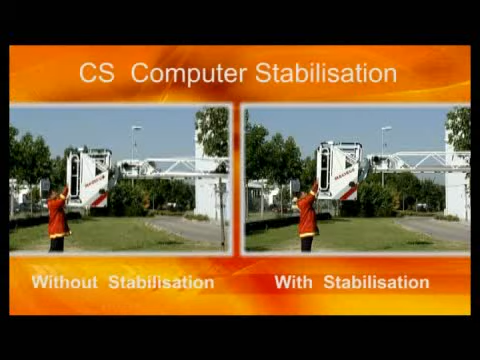 CS Computer Stabilisation
Without Stabilisation
With Stabilisation